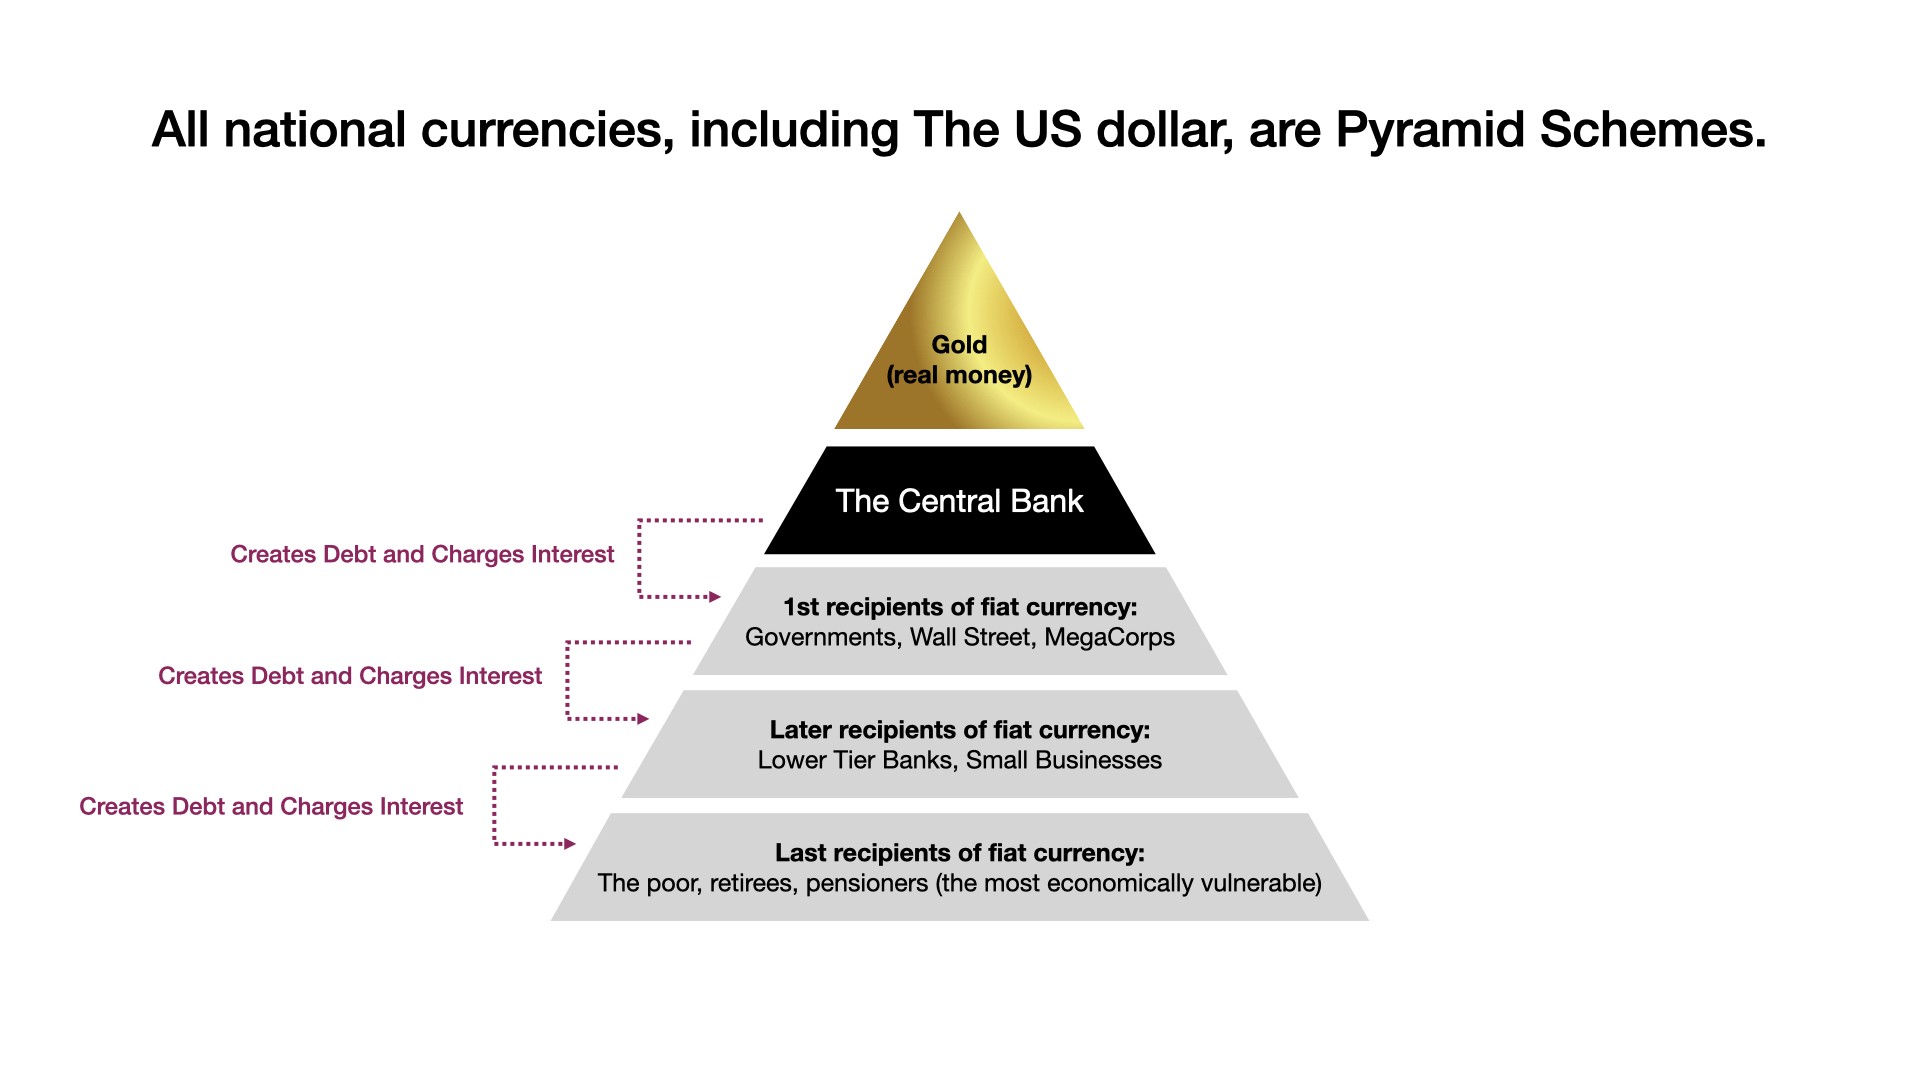 All national currencies, including The US dollar, are Pyramid Schemes.
Gold
(real money)
The Central Bank
Creates Debt and Charges Interest
1st recipients of fiat currency:
Governments, Wall Street, MegaCorps
Creates Debt and Charges Interest
Later recipients of fiat currency:
Lower Tier Banks, Small Businesses
Creates Debt and Charges Interest
Last recipients of fiat currency:
The poor, retirees, pensioners (the most economically vulnerable)